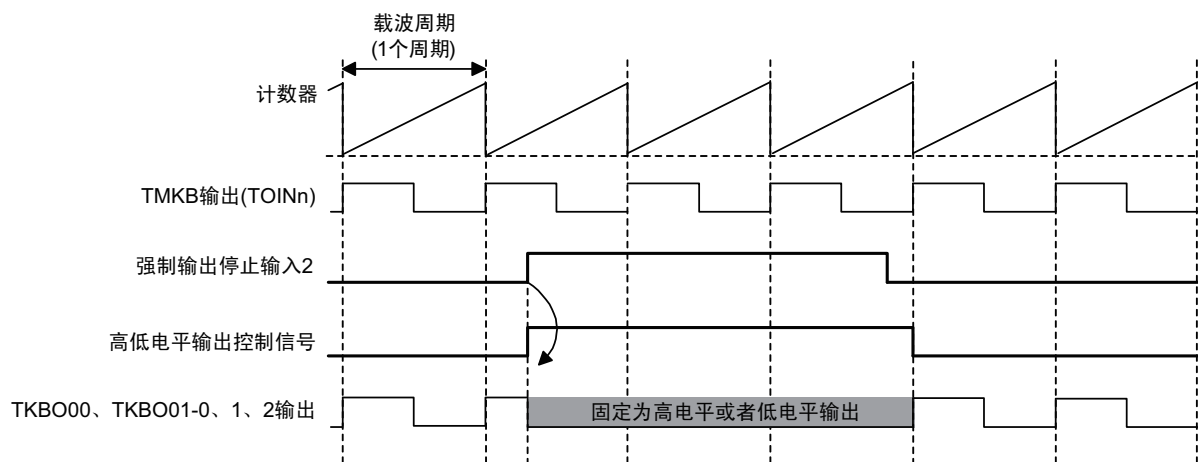 载波周期
(1个周期)
计数器
TMKB输出(TOINn)
强制输出停止输入2
高低电平输出控制信号
TKBO00、TKBO01-0、1、2输出
固定为高电平或者低电平输出